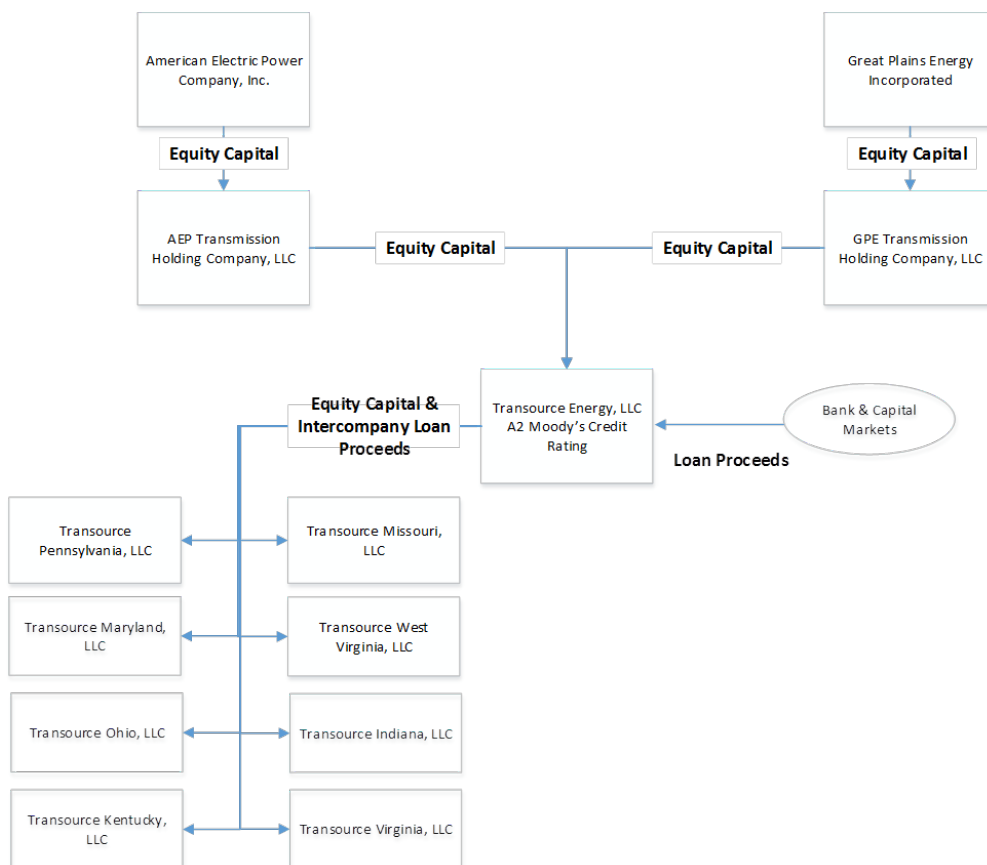 American Electric Power
Company, Inc.
Great Plains Energy
Incorporated
Equity Capital
Equity Capital
AEP Transmission
Holding Company, LLC
Equity Capital
Equity Capital
GPE Transmission
Holding Company, LLC
Equity Capital &
Intercompany Loan
Proceeds
Transource Energy, LLC
A2 Moody's Credit
Rating
Bank & Capital
Markets
Loan Proceeds
Transource
Pennsylvania, LLC
Transource Missouri,
LLC
Transource Maryland,
LLC
Transource West
Virginia, LLC
Transource Ohio, LLC
Transource Indiana, LLC
Transource Kentucky,
LLC
Transource Virginia, LLC